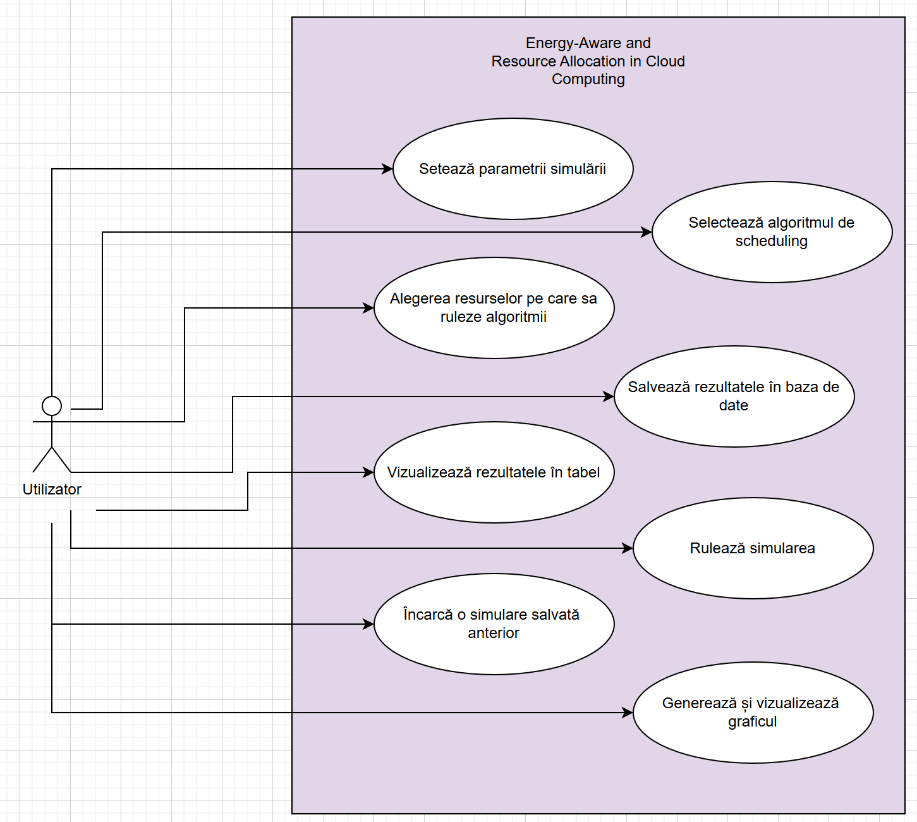 Energy-Aware and
Resource Allocation in Cloud
Computing
Setează parametrii simulării
Selectează algoritmul de
scheduling
Alegerea resurselor pe care sa
ruleze algoritmii
Salvează rezultatele în baza de
date
Vizualizează rezultatele în tabel
Utilizator
Rulează simularea
Încarcă o simulare salvată
anterior
Generează și vizualizează
graficul